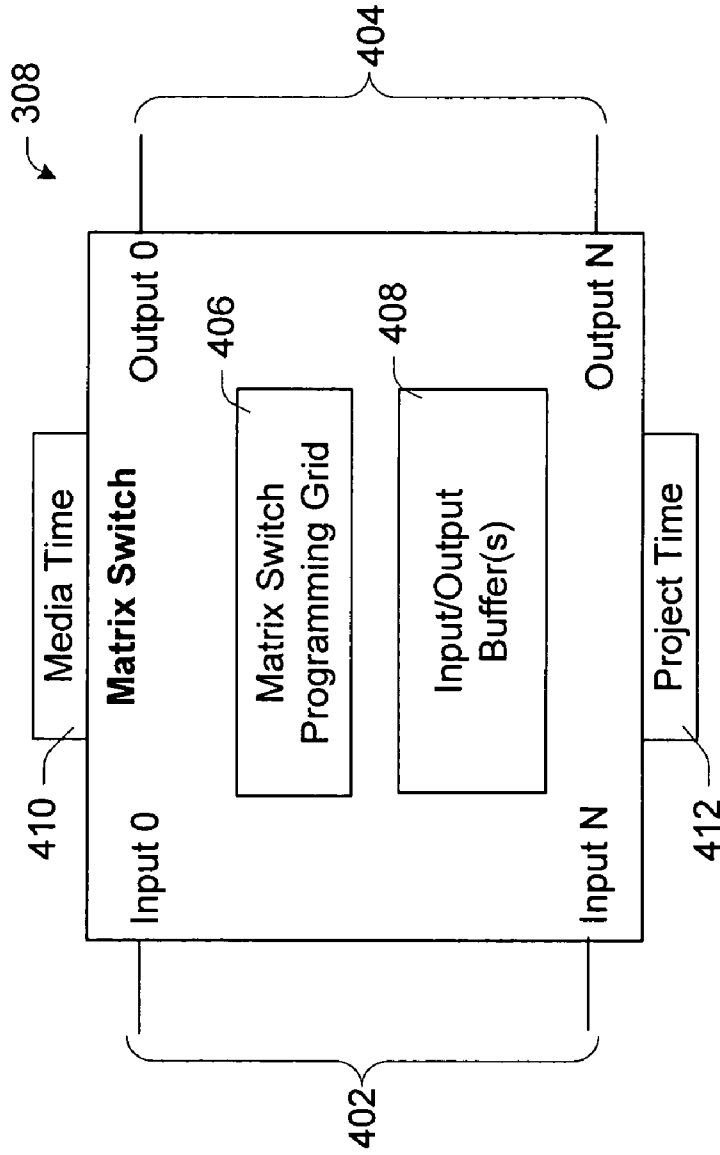 308
410
Media Time
Matrix Switch
Input 0
Output 0
406
Matrix Switch
Programming Grid
402
404
408
Input/Output
Buffer(s)
Input N
Output N
Project Time
412